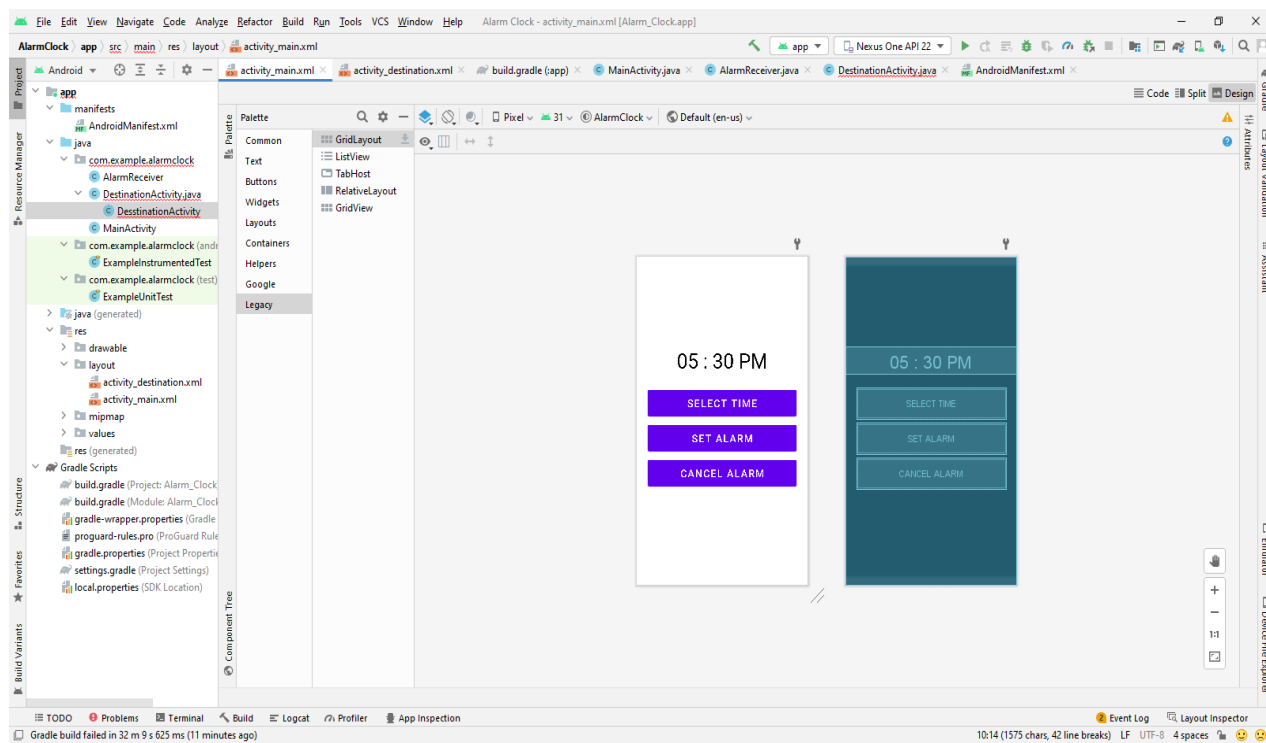 File Edit View Navigate Code Analyze Refactor Build Run Tools VCS Window Help Alarm Clock - activity_main.xml [Alarm_Clock.app]
AlarmClock app src main res layout activity_main.xml app Nexus One API 22
Android activity_main.xml activity_destination.xml build.gradle (:app) MainActivity.java AlarmReceiver.java DestinationActivity.java AndroidManifest.xml
Code Split Design
Project
Resource Manager
Structure
Favorites
Build Variants
app
manifests
AndroidManifest.xml
java
com.example.alarmclock
AlarmReceiver
DestinationActivity.java
DesstinationActivity
MainActivity
com.example.alarmclock (andr
ExampleInstrumentedTest
com.example.alarmclock (test)
ExampleUnitTest
java (generated)
res
drawable
layout
activity_destination.xml
activity_main.xml
mipmap
values
res (generated)
Gradle Scripts
build.gradle (Project: Alarm_Clock
build.gradle (Module: Alarm_Clock
gradle-wrapper.properties (Gradle
proguard-rules.pro (ProGuard Rule
gradle.properties (Project Propertie
settings.gradle (Project Settings)
local.properties (SDK Location)
Palette
Component Tree
Palette
Common
Text
Buttons
Widgets
Layouts
Containers
Helpers
Google
Legacy
GridLayout
ListView
TabHost
RelativeLayout
GridView
Pixel 31 AlarmClock Default (en-us)
05 : 30 PM
SELECT TIME
SET ALARM
CANCEL ALARM
05 : 30 PM
SELECT TIME
SET ALARM
CANCEL ALARM
1:1
Attributes
TODO Problems Terminal Build Logcat Profiler App Inspection Event Log Layout Inspector
Gradle build failed in 32 m 9 s 625 ms (11 minutes ago) 10:14 (1575 chars, 42 line breaks) LF UTF-8 4 spaces